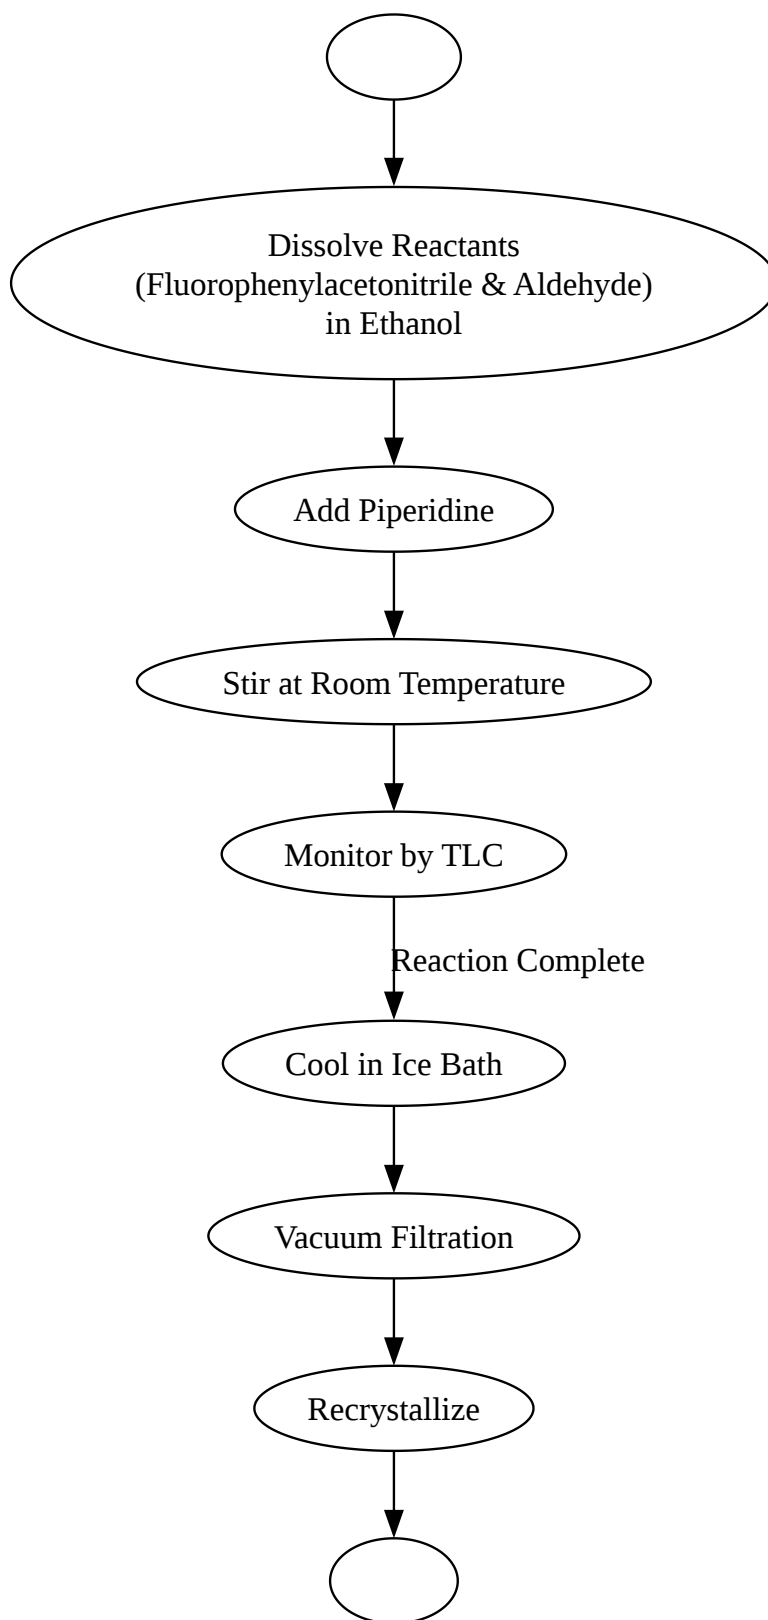 Dissolve Reactants
(Fluorophenylacetonitrile & Aldehyde)
in Ethanol
Add Piperidine
Stir at Room Temperature
Monitor by TLC
Reaction Complete
Cool in Ice Bath
Vacuum Filtration
Recrystallize